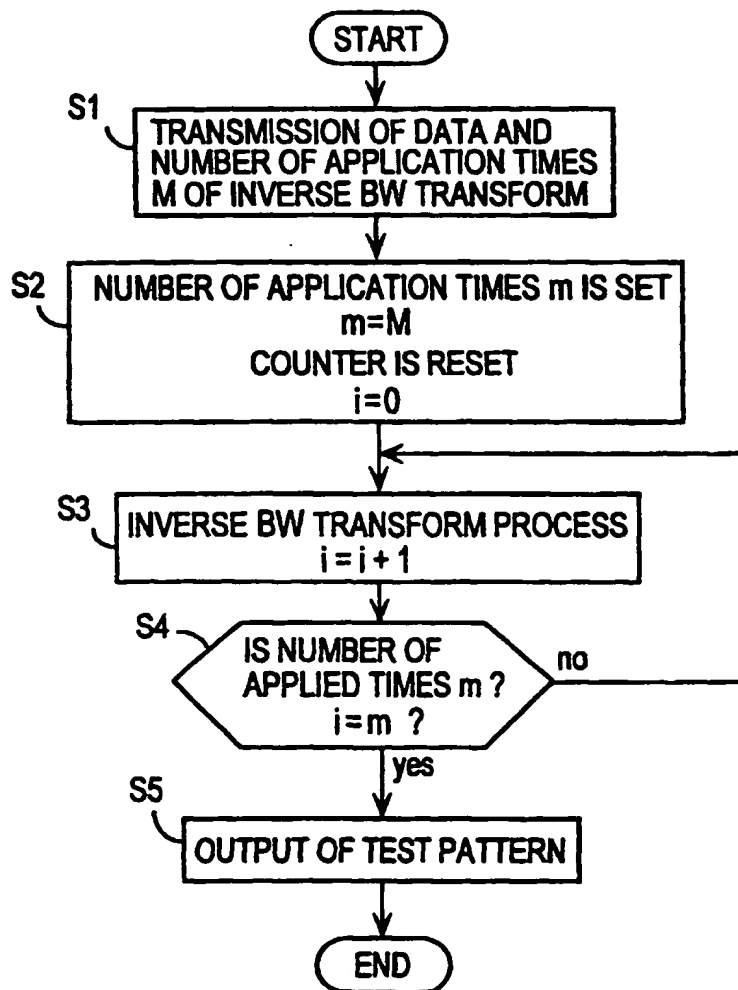 START
S1
TRANSMISSION OF DATA AND
NUMBER OF APPLICATION TIMES
M OF INVERSE BW TRANSFORM
S2
NUMBER OF APPLICATION TIMES m IS SET
m=M
COUNTER IS RESET
i=0
S3
INVERSE BW TRANSFORM PROCESS
i = i + 1
S4
IS NUMBER OF
APPLIED TIMES m ?
i=m ?
no
yes
S5
OUTPUT OF TEST PATTERN
END